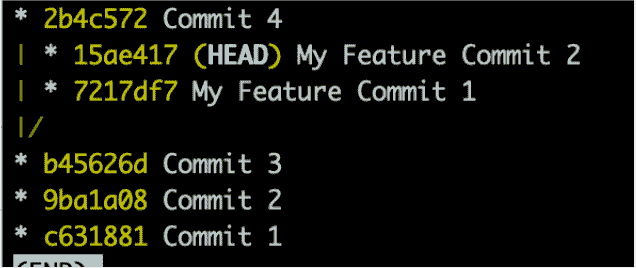 * 2b4c572 Commit 4
| * 15ae417 (HEAD) My Feature Commit 2
| * 7217df7 My Feature Commit 1
|/
* b45626d Commit 3
* 9ba1a08 Commit 2
* c631881 Commit 1
(END)